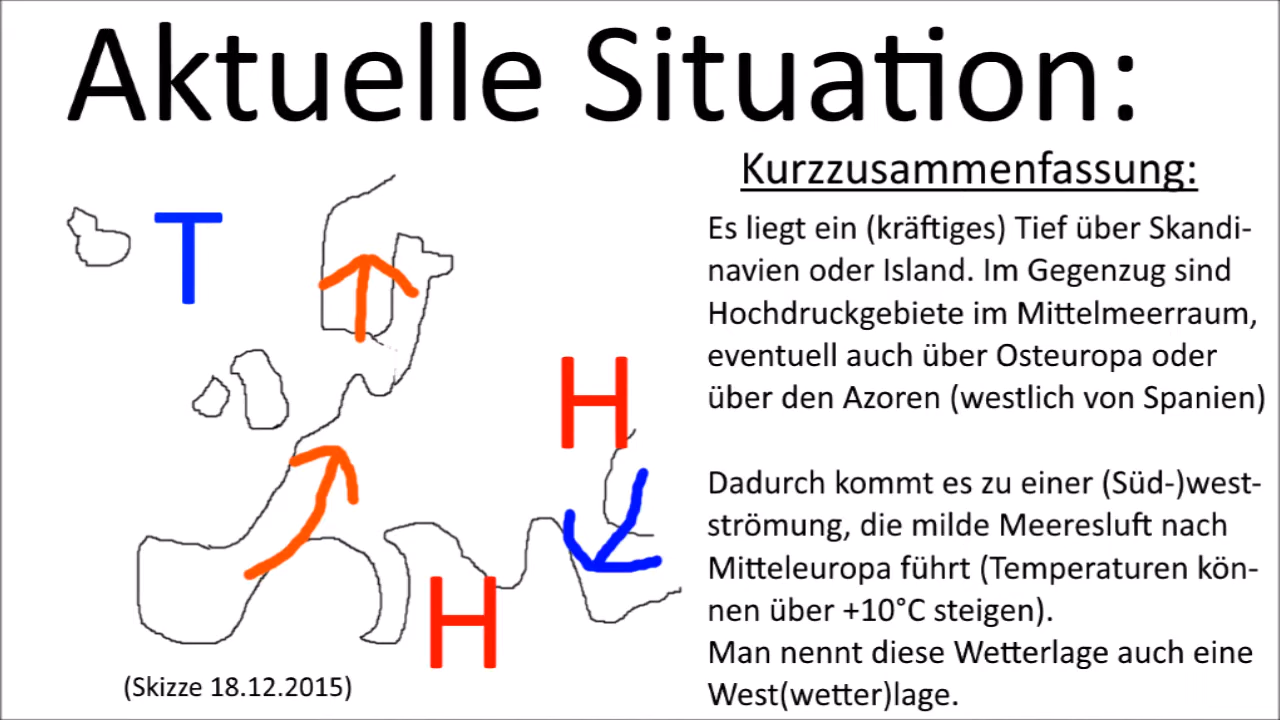 Aktuelle Situation:
Kurzzusammenfassung:
T
Es liegt ein (kräftiges) Tief über Skandi-
navien oder Island. Im Gegenzug sind
Hochdruckgebiete im Mittelmeerraum,
eventuell auch über Osteuropa oder
über den Azoren (westlich von Spanien)
H
Dadurch kommt es zu einer (Süd-)west-
strömung, die milde Meeresluft nach
Mitteleuropa führt (Temperaturen kön-
nen über +10°C steigen).
H
Man nennt diese Wetterlage auch eine
West(wetter)lage.
(Skizze 18.12.2015)